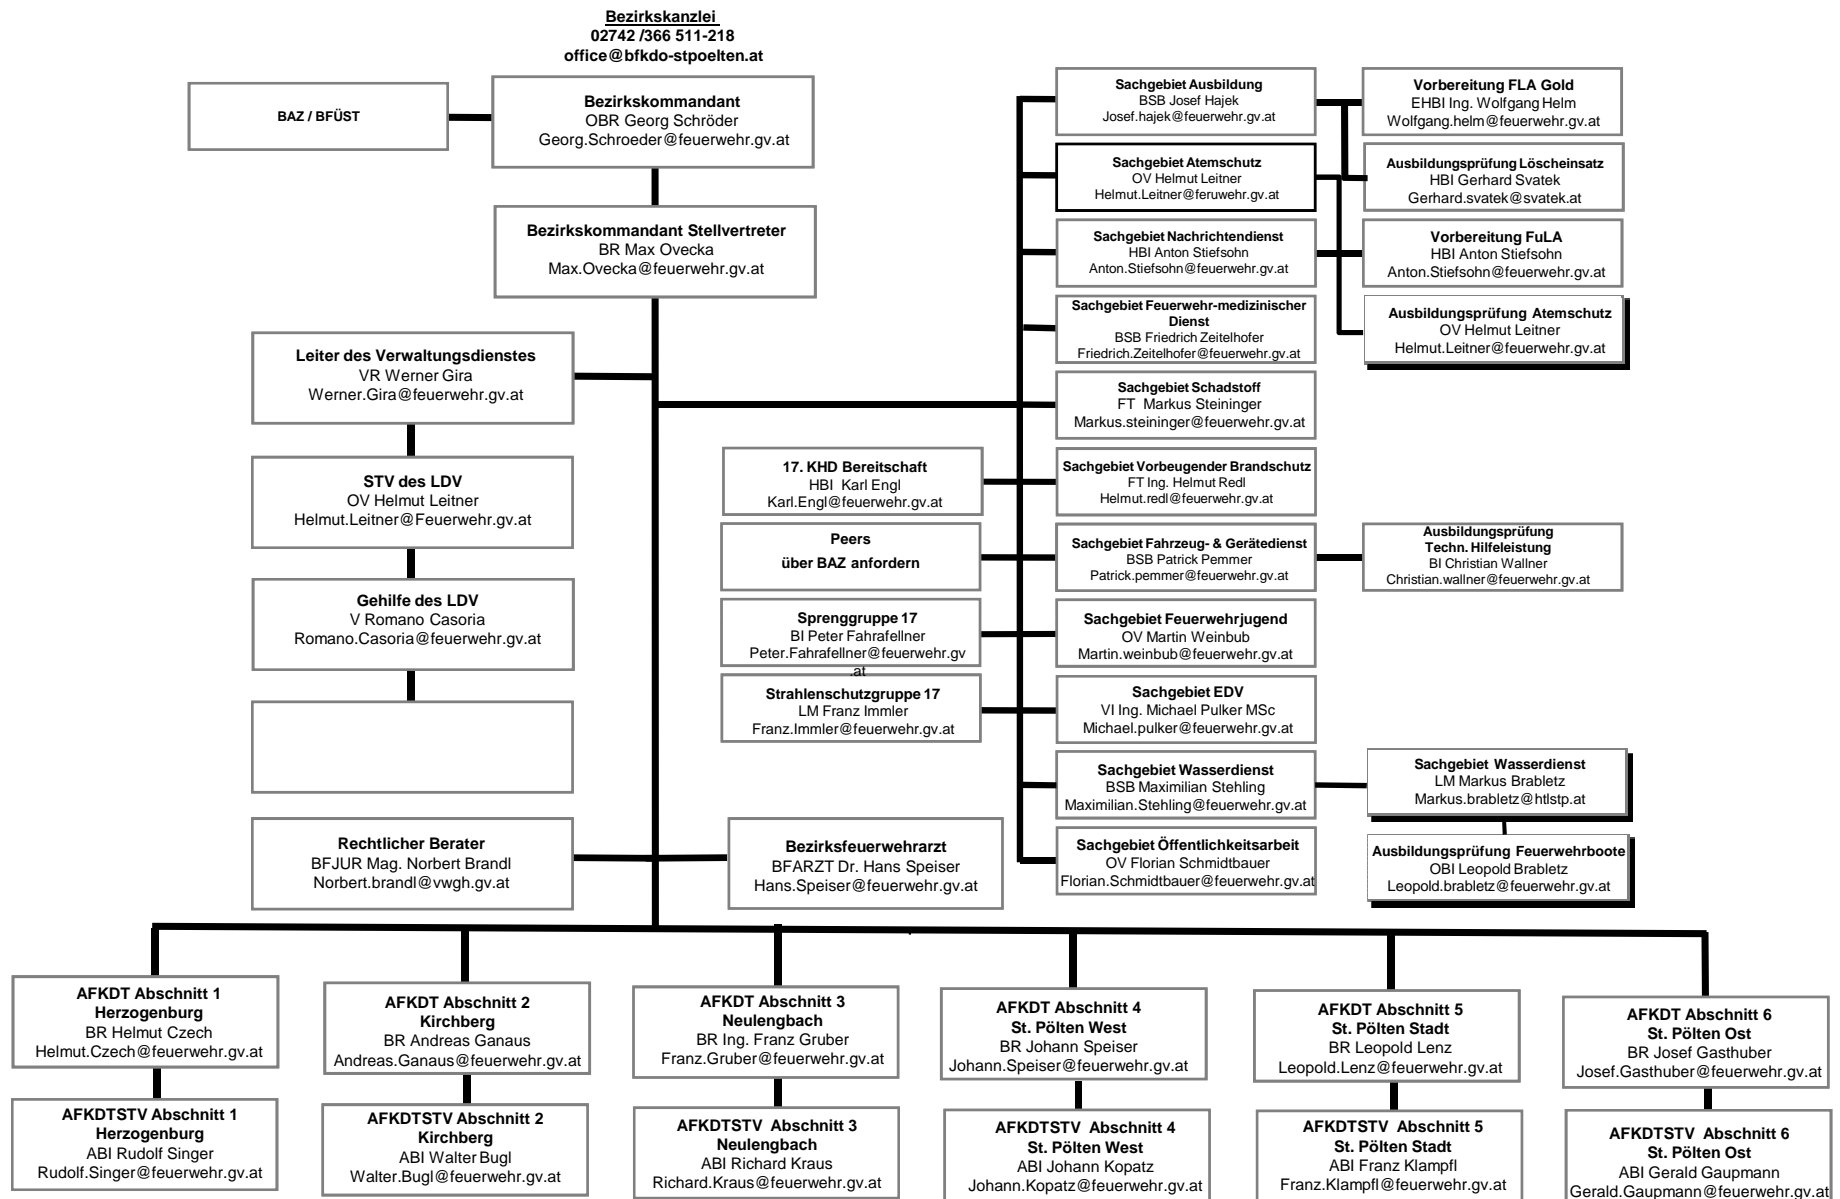 Bezirkskanzlei
02742 /366 511-218
office@bfkdo-stpoelten.at
BAZ / BFÜST
Bezirkskommandant
OBR Georg Schröder
Georg.Schroeder@feuerwehr.gv.at
Bezirkskommandant Stellvertreter
BR Max Ovecka
Max.Ovecka@feuerwehr.gv.at
Leiter des Verwaltungsdienstes
VR Werner Gira
Werner.Gira@feuerwehr.gv.at
STV des LDV
OV Helmut Leitner
Helmut.Leitner@Feuerwehr.gv.at
Gehilfe des LDV
V Romano Casoria
Romano.Casoria@feuerwehr.gv.at
Rechtlicher Berater
BFJUR Mag. Norbert Brandl
Norbert.brandl@vwgh.gv.at
Bezirksfeuerwehrarzt
BFARZT Dr. Hans Speiser
Hans.Speiser@feuerwehr.gv.at
17. KHD Bereitschaft
HBI Karl Engl
Karl.Engl@feuerwehr.gv.at
Peers
über BAZ anfordern
Sprenggruppe 17
BI Peter Fahrafellner
Peter.Fahrafellner@feuerwehr.gv
.at
Strahlenschutzgruppe 17
LM Franz Immler
Franz.Immler@feuerwehr.gv.at
Sachgebiet Ausbildung
BSB Josef Hajek
Josef.hajek@feuerwehr.gv.at
Sachgebiet Atemschutz
OV Helmut Leitner
Helmut.Leitner@feruwehr.gv.at
Sachgebiet Nachrichtendienst
HBI Anton Stiefsohn
Anton.Stiefsohn@feuerwehr.gv.at
Sachgebiet Feuerwehr-medizinischer
Dienst
BSB Friedrich Zeitelhofer
Friedrich.Zeitelhofer@feuerwehr.gv.at
Sachgebiet Schadstoff
FT Markus Steininger
Markus.steininger@feuerwehr.gv.at
Sachgebiet Vorbeugender Brandschutz
FT Ing. Helmut Redl
Helmut.redl@feuerwehr.gv.at
Sachgebiet Fahrzeug- & Gerätedienst
BSB Patrick Pemmer
Patrick.pemmer@feuerwehr.gv.at
Sachgebiet Feuerwehrjugend
OV Martin Weinbub
Martin.weinbub@feuerwehr.gv.at
Sachgebiet EDV
VI Ing. Michael Pulker MSc
Michael.pulker@feuerwehr.gv.at
Sachgebiet Wasserdienst
BSB Maximilian Stehling
Maximilian.Stehling@feuerwehr.gv.at
Sachgebiet Öffentlichkeitsarbeit
OV Florian Schmidtbauer
Florian.Schmidtbauer@feuerwehr.gv.at
Vorbereitung FLA Gold
EHBI Ing. Wolfgang Helm
Wolfgang.helm@feuerwehr.gv.at
Ausbildungsprüfung Löscheinsatz
HBI Gerhard Svatek
Gerhard.svatek@svatek.at
Vorbereitung FuLA
HBI Anton Stiefsohn
Anton.Stiefsohn@feuerwehr.gv.at
Ausbildungsprüfung Atemschutz
OV Helmut Leitner
Helmut.Leitner@feuerwehr.gv.at
Ausbildungsprüfung
Techn. Hilfeleistung
BI Christian Wallner
Christian.wallner@feuerwehr.gv.at
Sachgebiet Wasserdienst
LM Markus Brabletz
Markus.brabletz@htlstp.at
Ausbildungsprüfung Feuerwehrboote
OBI Leopold Brabletz
Leopold.brabletz@feuerwehr.gv.at
AFKDT Abschnitt 1
Herzogenburg
BR Helmut Czech
Helmut.Czech@feuerwehr.gv.at
AFKDT Abschnitt 2
Kirchberg
BR Andreas Ganaus
Andreas.Ganaus@feuerwehr.gv.at
AFKDT Abschnitt 3
Neulengbach
BR Ing. Franz Gruber
Franz.Gruber@feuerwehr.gv.at
AFKDT Abschnitt 4
St. Pölten West
BR Johann Speiser
Johann.Speiser@feuerwehr.gv.at
AFKDT Abschnitt 5
St. Pölten Stadt
BR Leopold Lenz
Leopold.Lenz@feuerwehr.gv.at
AFKDT Abschnitt 6
St. Pölten Ost
BR Josef Gasthuber
Josef.Gasthuber@feuerwehr.gv.at
AFKDTSTV Abschnitt 1
Herzogenburg
ABI Rudolf Singer
Rudolf.Singer@feuerwehr.gv.at
AFKDTSTV Abschnitt 2
Kirchberg
ABI Walter Bugl
Walter.Bugl@feuerwehr.gv.at
AFKDTSTV Abschnitt 3
Neulengbach
ABI Richard Kraus
Richard.Kraus@feuerwehr.gv.at
AFKDTSTV Abschnitt 4
St. Pölten West
ABI Johann Kopatz
Johann.Kopatz@feuerwehr.gv.at
AFKDTSTV Abschnitt 5
St. Pölten Stadt
ABI Franz Klampfl
Franz.Klampfl@feuerwehr.gv.at
AFKDTSTV Abschnitt 6
St. Pölten Ost
ABI Gerald Gaupmann
Gerald.Gaupmann@feuerwehr.gv.at